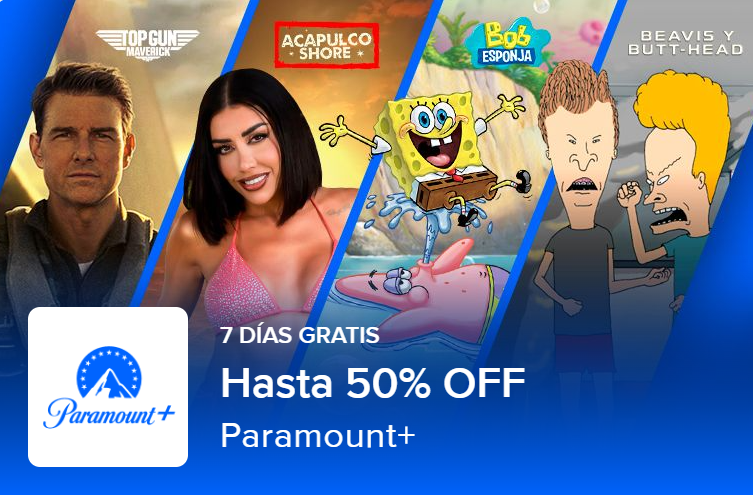 TOP GUN
MAVERICK
ACAPULCO
SHORE
Bob
ESPONJA
BEAVIS Y
BUTT-HEAD
Paramount+
7 DÍAS GRATIS
Hasta 50% OFF
Paramount+